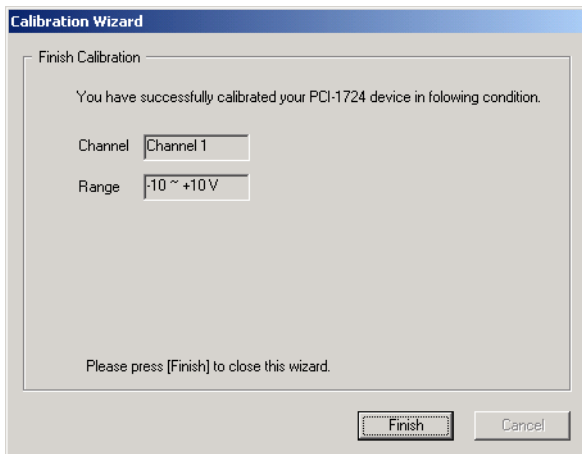 Calibration Wizard
Finish Calibration
You have successfully calibrated your PCI-1724 device in folowing condition.
Channel Channel 1
Range -10 ~ +10 V
Please press [Finish] to close this wizard.
Finish Cancel